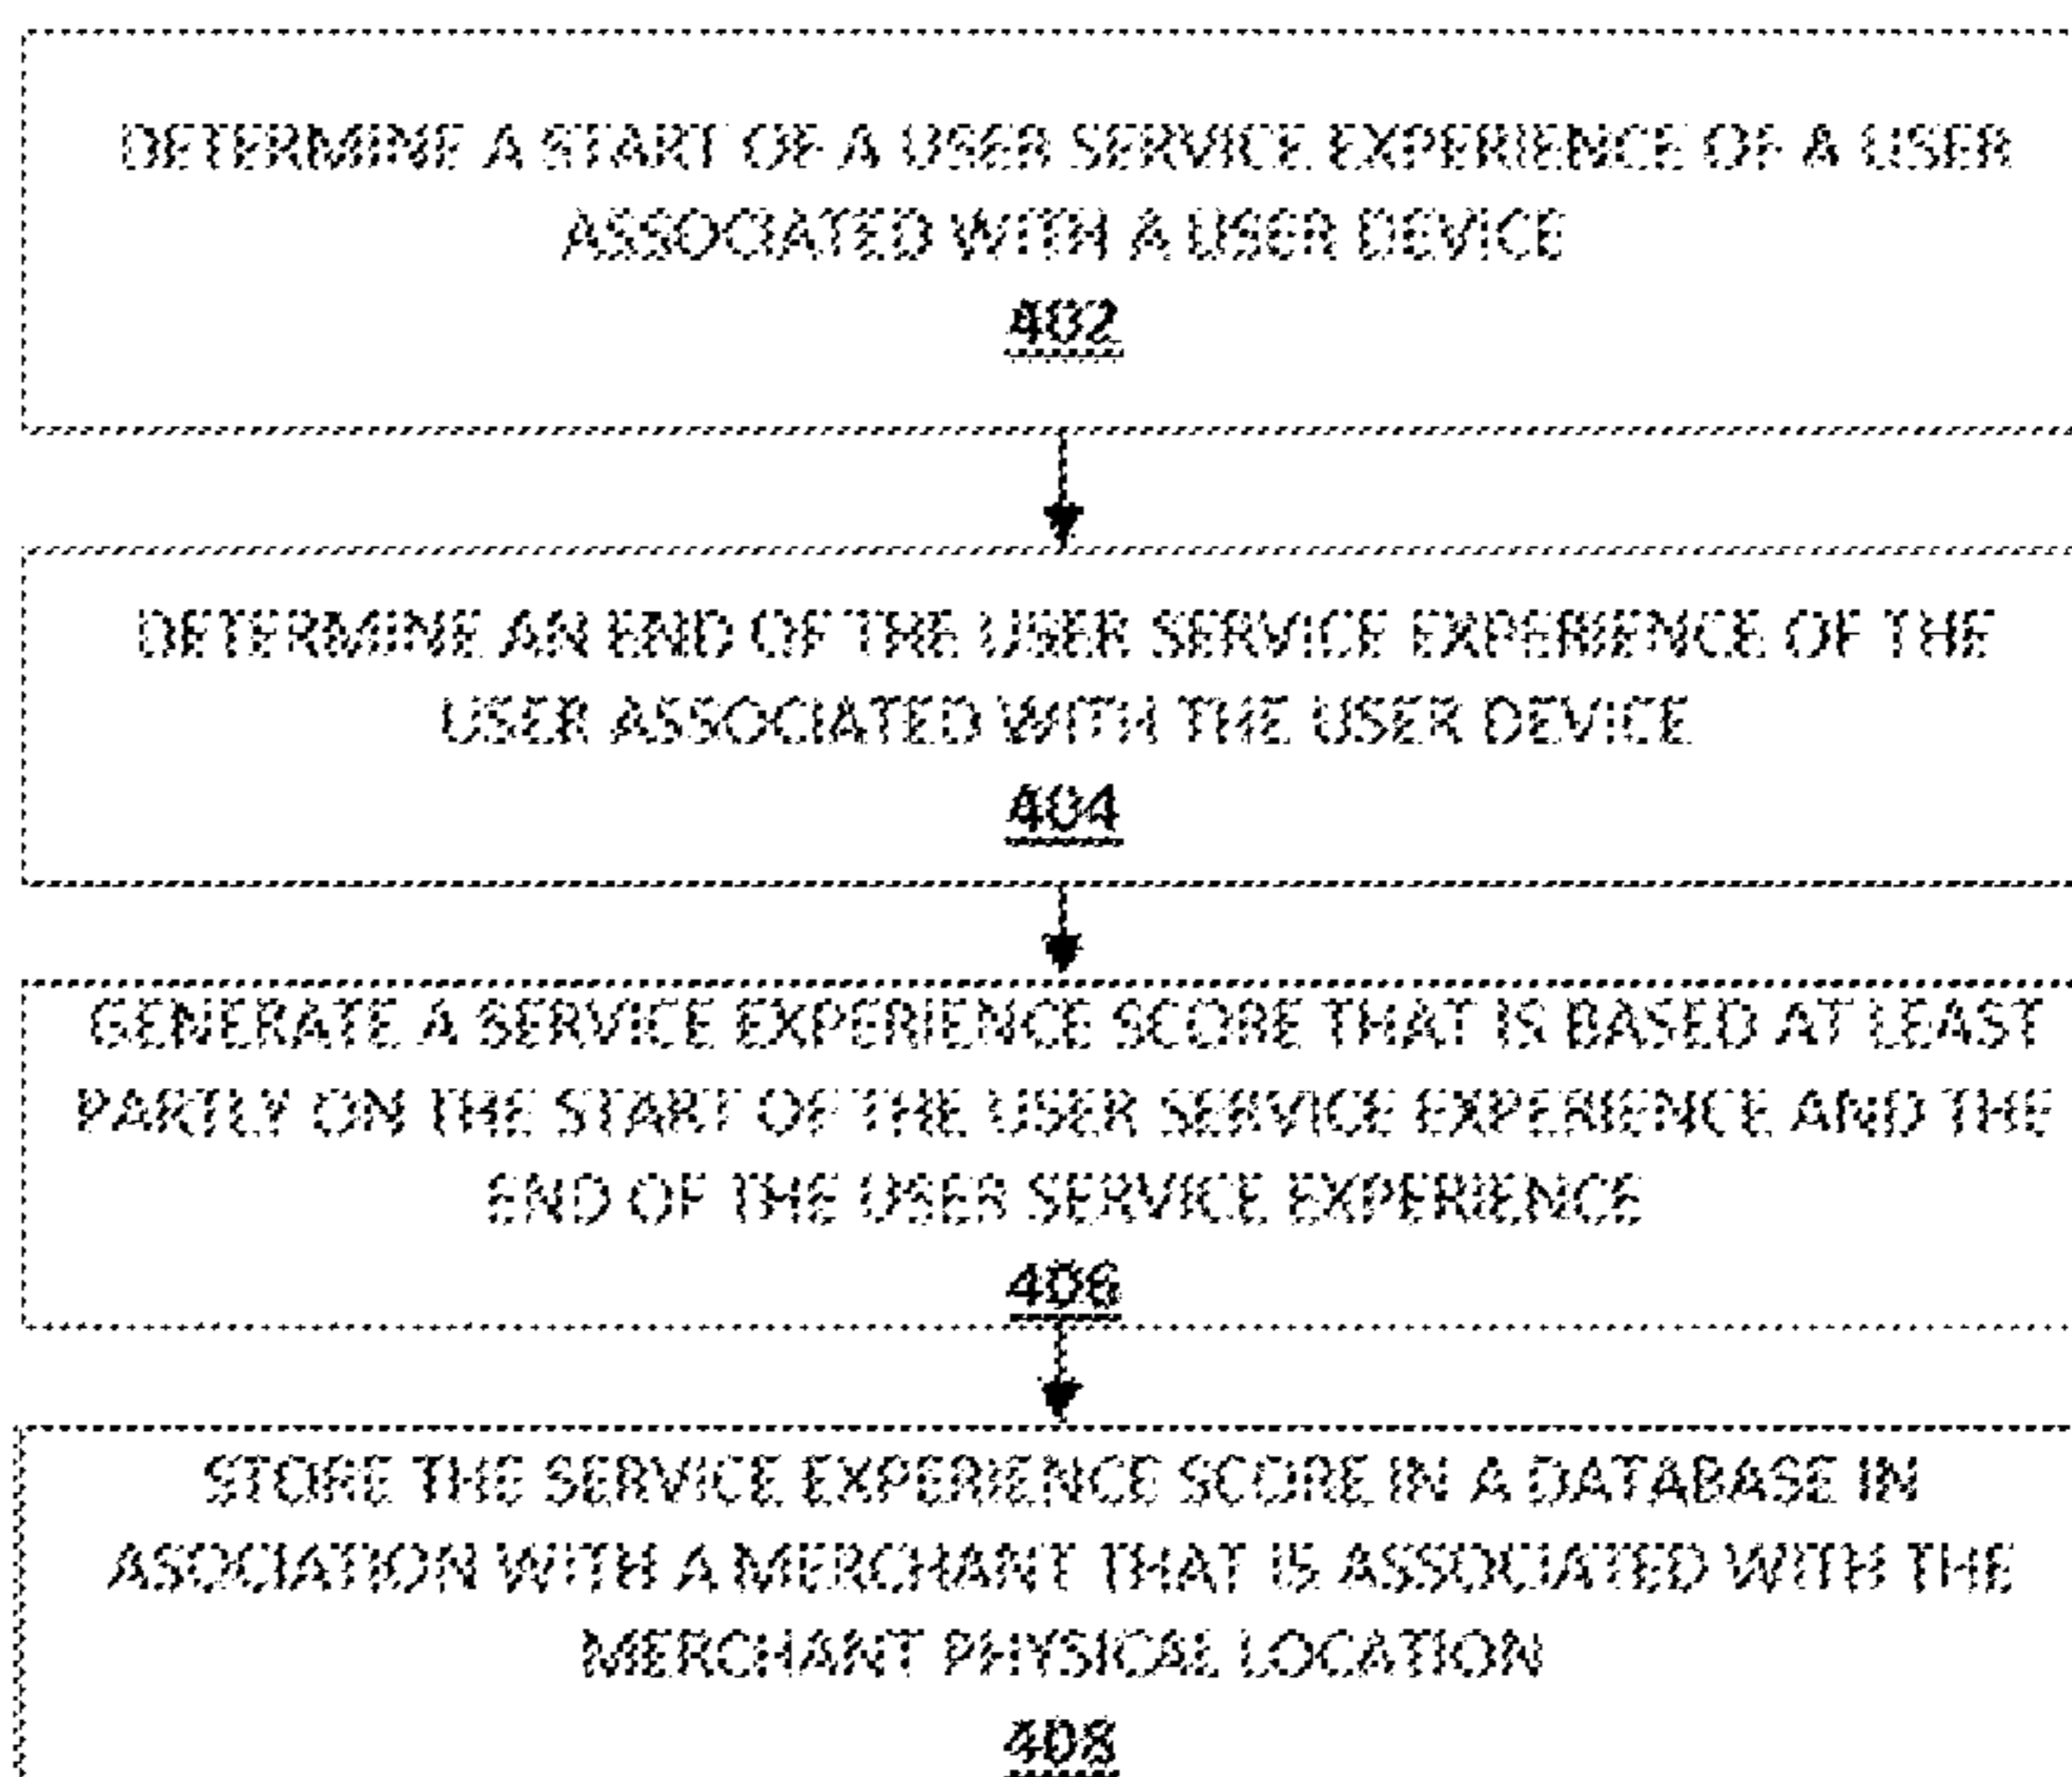 DETERMINE A START OF A USER SERVICE EXPERIENCE OF A USER
ASSOCIATED WITH A USER DEVICE
402
DETERMINE AN END OF THE USER SERVICE EXPERIENCE OF THE
USER ASSOCIATED WITH THE USER DEVICE
404
GENERATE A SERVICE EXPERIENCE SCORE THAT IS BASED AT LEAST
PARTLY ON THE START OF THE USER SERVICE EXPERIENCE AND THE
END OF THE USER SERVICE EXPERIENCE
406
STORE THE SERVICE EXPERIENCE SCORE IN A DATABASE IN
ASOCIATION WITH A MERCHANT THAT IS ASSOCIATED WITH THE
MERCHANT PHYSICAL LOCATION
408